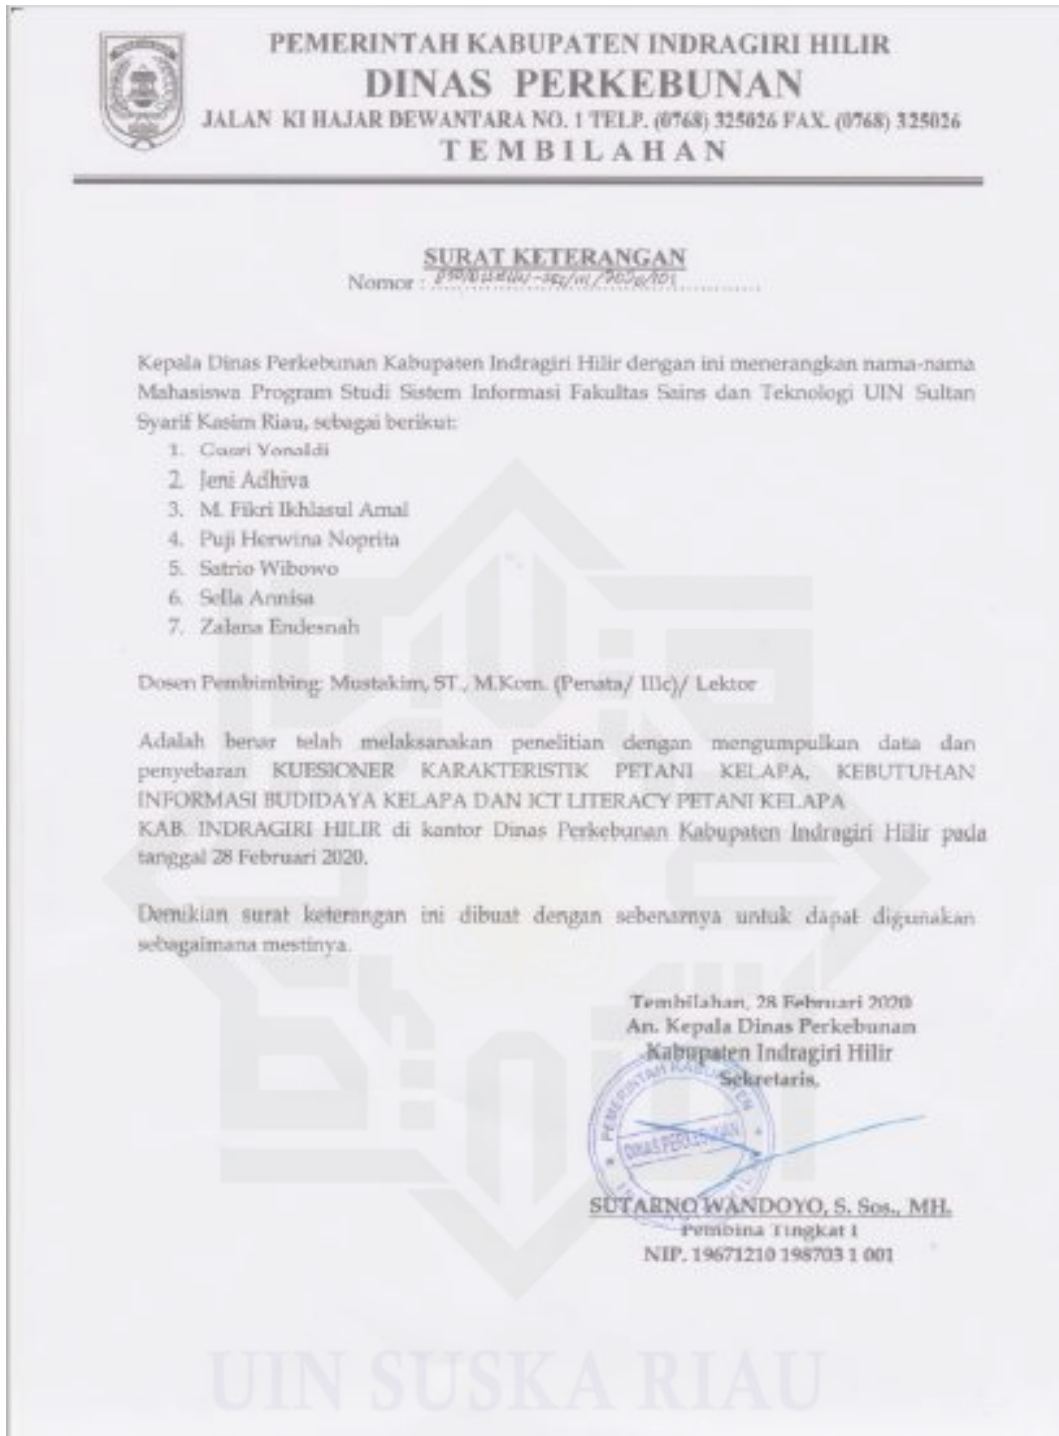 PEMERINTAH KABUPATEN INDRAGIRI HILIR
DINAS PERKEBUNAN
JALAN KI HAJAR DEWANTARA NO. 1 TELP. (0768) 325026 FAX. (0768) 325026
TEMBILAHAN
SURAT KETERANGAN
Nomor :
Kepala Dinas Perkebunan Kabupaten Indragiri Hilir dengan ini menerangkan nama-nama
Mahasiswa Program Studi Sistem Informasi Fakultas Sains dan Teknologi UIN Sultan
Syarif Kasim Riau, sebagai berikut:
1. Gusri Yonaldi
2. Jeni Adhiva
3. M. Fikri Ikhlasul Amal
4. Puji Herwina Noprita
5. Satrio Wibowo
6. Sella Annisa
7. Zalana Endesnah
Dosen Pembimbing: Mustakim, ST., M.Kom. (Penata/ IIIc)/ Lektor
Adalah benar telah melaksanakan penelitian dengan mengumpulkan data dan
penyebaran KUESIONER KARAKTERISTIK PETANI KELAPA, KEBUTUHAN
INFORMASI BUDIDAYA KELAPA DAN ICT LITERACY PETANI KELAPA
KAB. INDRAGIRI HILIR di kantor Dinas Perkebunan Kabupaten Indragiri Hilir pada
tanggal 28 Februari 2020.
Demikian surat keterangan ini dibuat dengan sebenarnya untuk dapat digunakan
sebagaimana mestinya.
Tembilahan, 28 Februari 2020
An. Kepala Dinas Perkebunan
Kabupaten Indragiri Hilir
Sekretaris,
PEMERINTAH KABUPATEN
DINAS PERKEBUNAN
SUTARNO WANDOYO, S. Sos., MH.
Pembina Tingkat I
NIP. 19671210 198703 1 001
UIN SUSKA RIAU